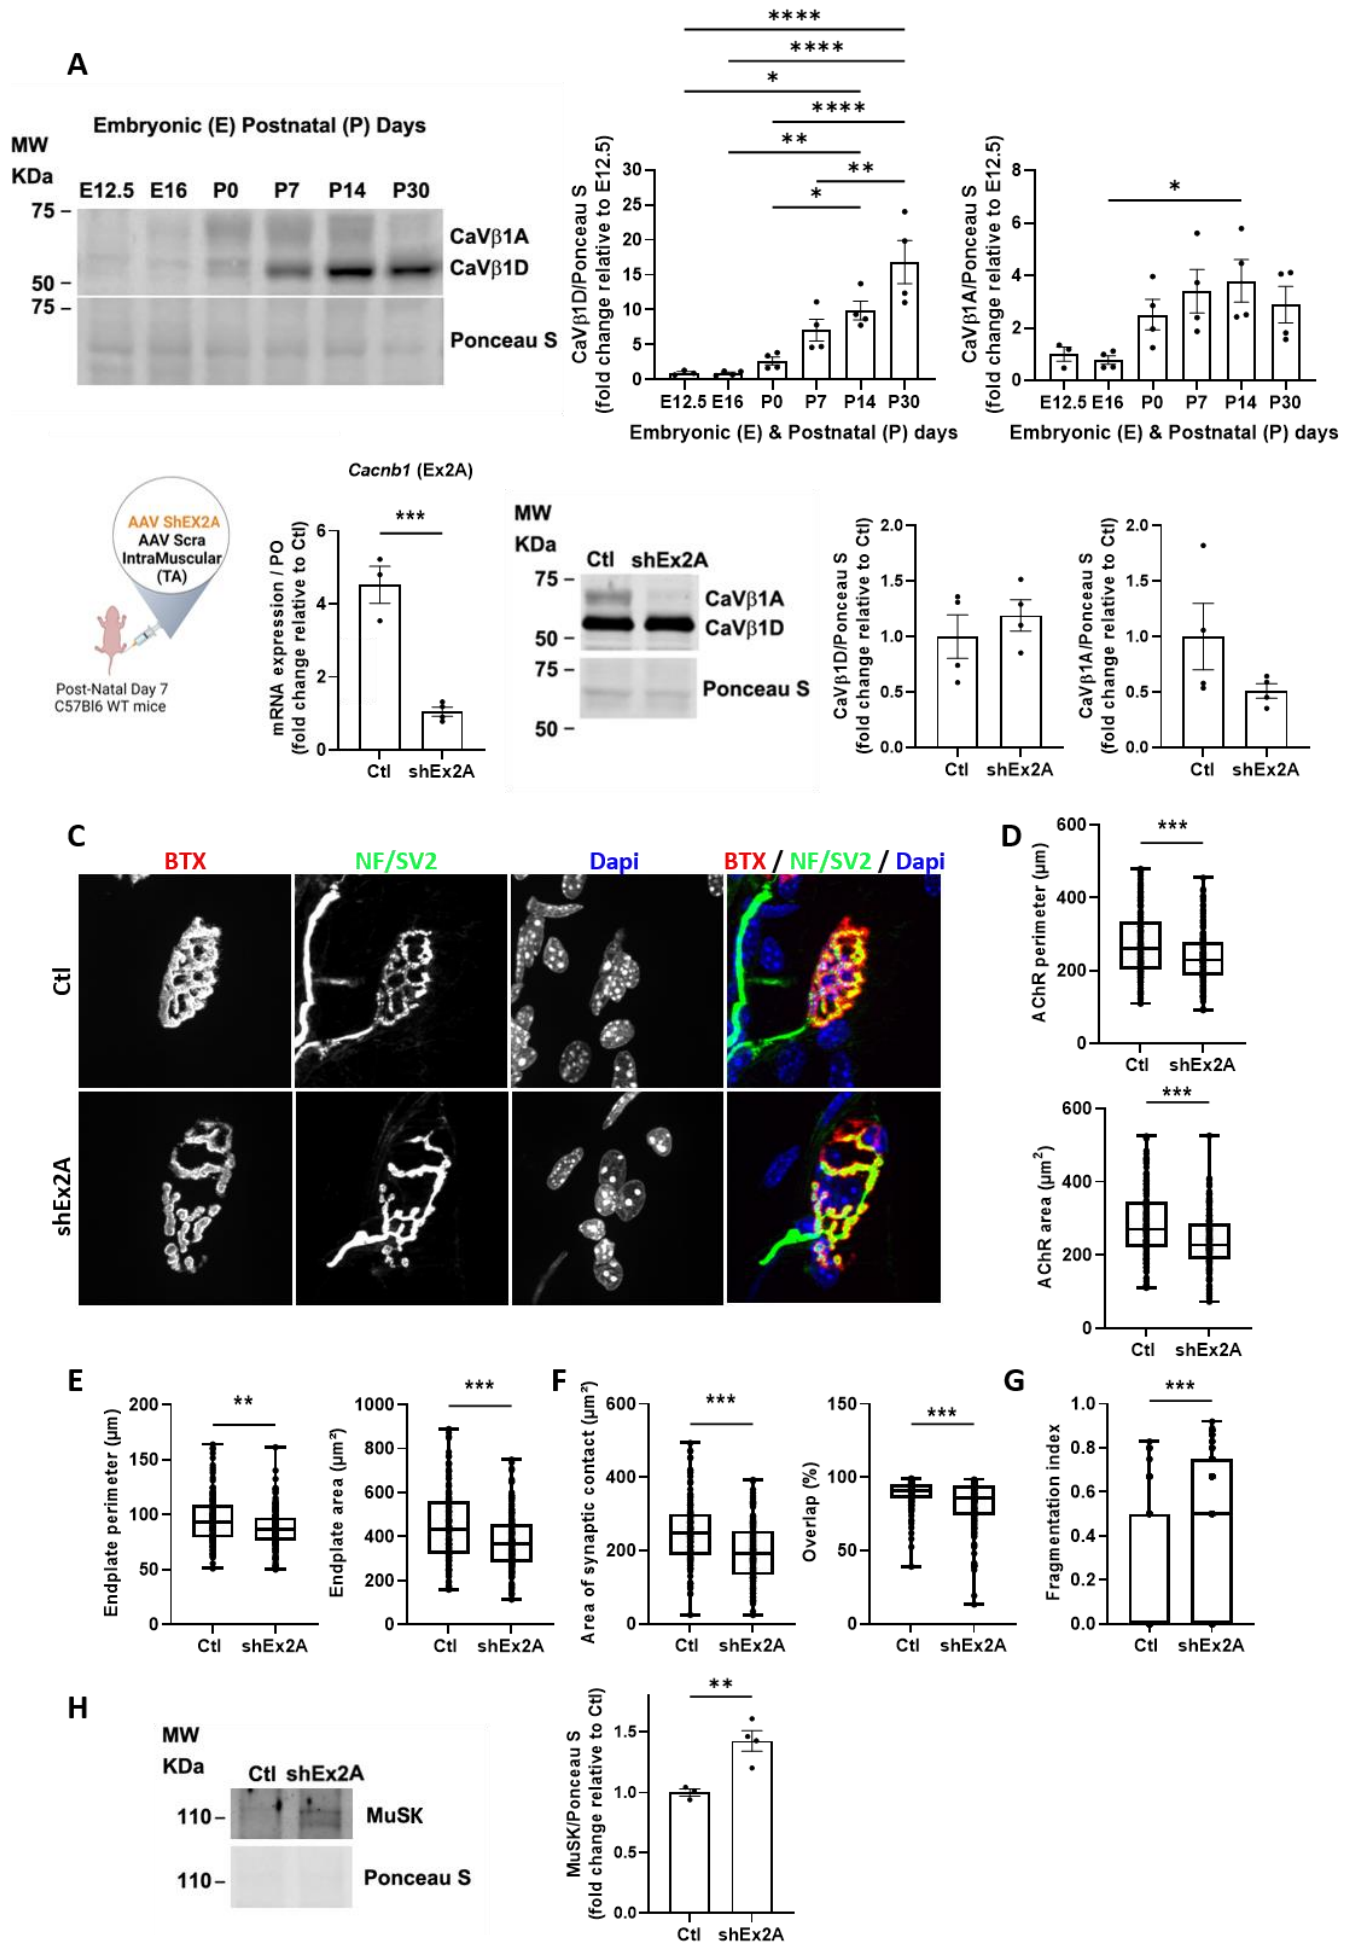 A
Embryonic (E) Postnatal (P) Days
MW
KDa
E12.5 E16 P0 P7 P14 P30
75
CaVβ1A
CaVβ1D
50
75
Ponceau S
****
****
*
****
**
**
*
CaVβ1D/Ponceau S
(fold change relative to E12.5)
30
25
20
15
10
5
0
E12.5 E16 P0 P7 P14 P30
Embryonic (E) & Postnatal (P) days
CaVβ1A/Ponceau S
(fold change relative to E12.5)
8
6
4
2
0
*
E12.5 E16 P0 P7 P14 P30
Embryonic (E) & Postnatal (P) days
AAV ShEX2A
AAV Scra
IntraMuscular
(TA)
Post-Natal Day 7
C57Bl6 WT mice
Cacnb1 (Ex2A)
***
mRNA expression / PO
(fold change relative to Ctl)
6
4
2
0
Ctl shEx2A
MW
KDa
Ctl shEx2A
75
CaVβ1A
CaVβ1D
50
75
Ponceau S
50
CaVβ1D/Ponceau S
(fold change relative to Ctl)
2.0
1.5
1.0
0.5
0.0
Ctl shEx2A
CaVβ1A/Ponceau S
(fold change relative to Ctl)
2.0
1.5
1.0
0.5
0.0
Ctl shEx2A
C
BTX NF/SV2 Dapi BTX / NF/SV2 / Dapi
Ctl
shEx2A
D
***
AChR perimeter (µm)
600
400
200
0
Ctl shEx2A
***
AChR area (µm²)
600
400
200
0
Ctl shEx2A
E
**
Endplate perimeter (µm)
200
150
100
50
0
Ctl shEx2A
***
Endplate area (µm²)
1000
800
600
400
200
0
Ctl shEx2A
F
***
Area of synaptic contact (µm²)
600
400
200
0
Ctl shEx2A
***
Overlap (%)
150
100
50
0
Ctl shEx2A
G
***
Fragmentation index
1.0
0.8
0.6
0.4
0.2
0.0
Ctl shEx2A
H
MW
KDa
Ctl shEx2A
110
MuSK
110
Ponceau S
**
MuSK/Ponceau S
(fold change relative to Ctl)
1.5
1.0
0.5
0.0
Ctl shEx2A